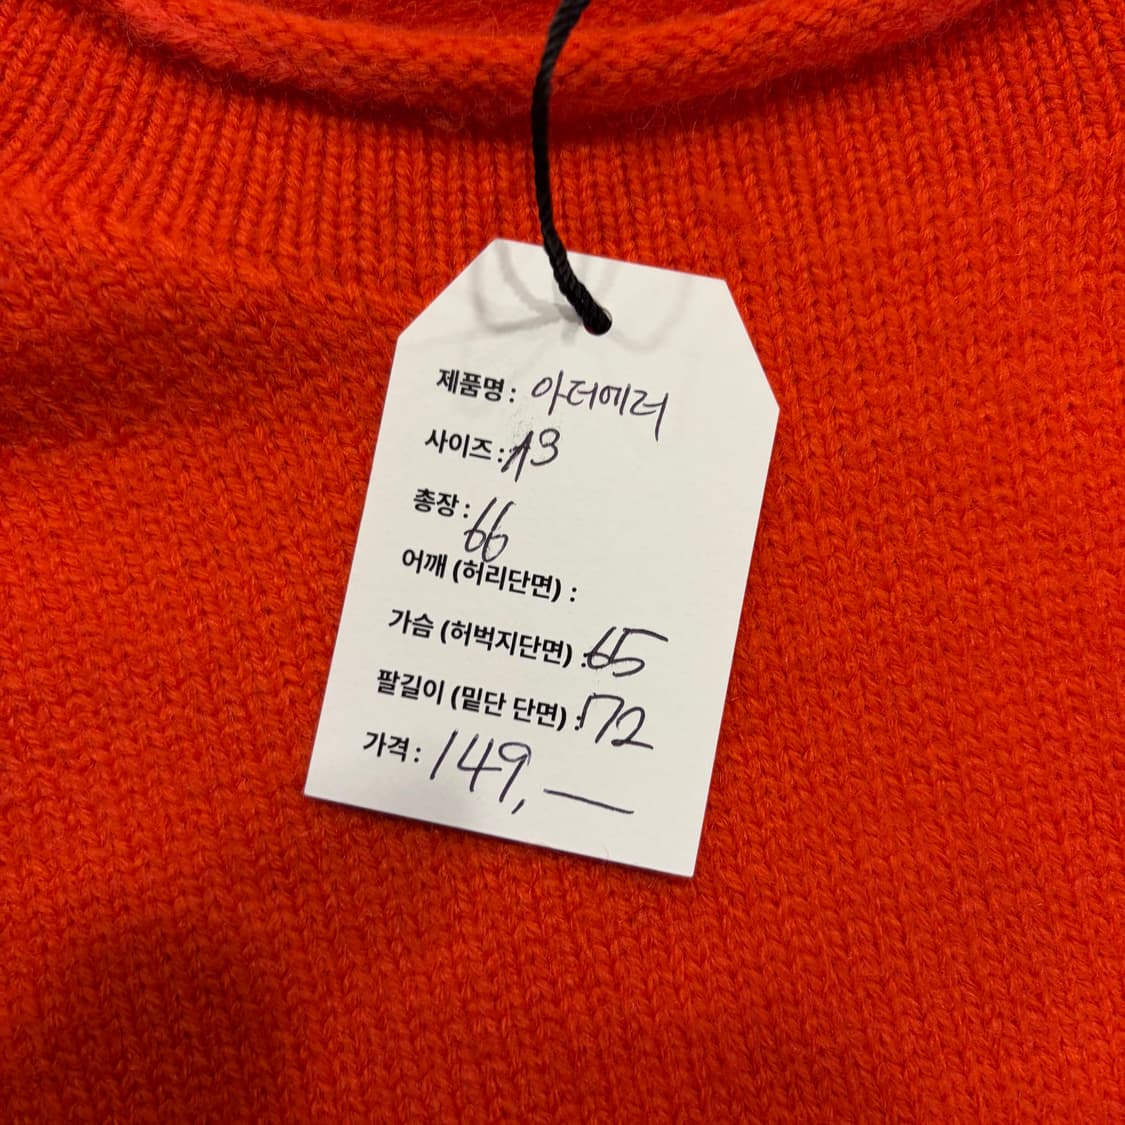 제품명 : 아더에러
사이즈 : A3
총장 : 66
어깨 (허리단면) :
가슴 (허벅지단면) : 65
팔길이 (밑단 단면) : 72
가격 : 149,—